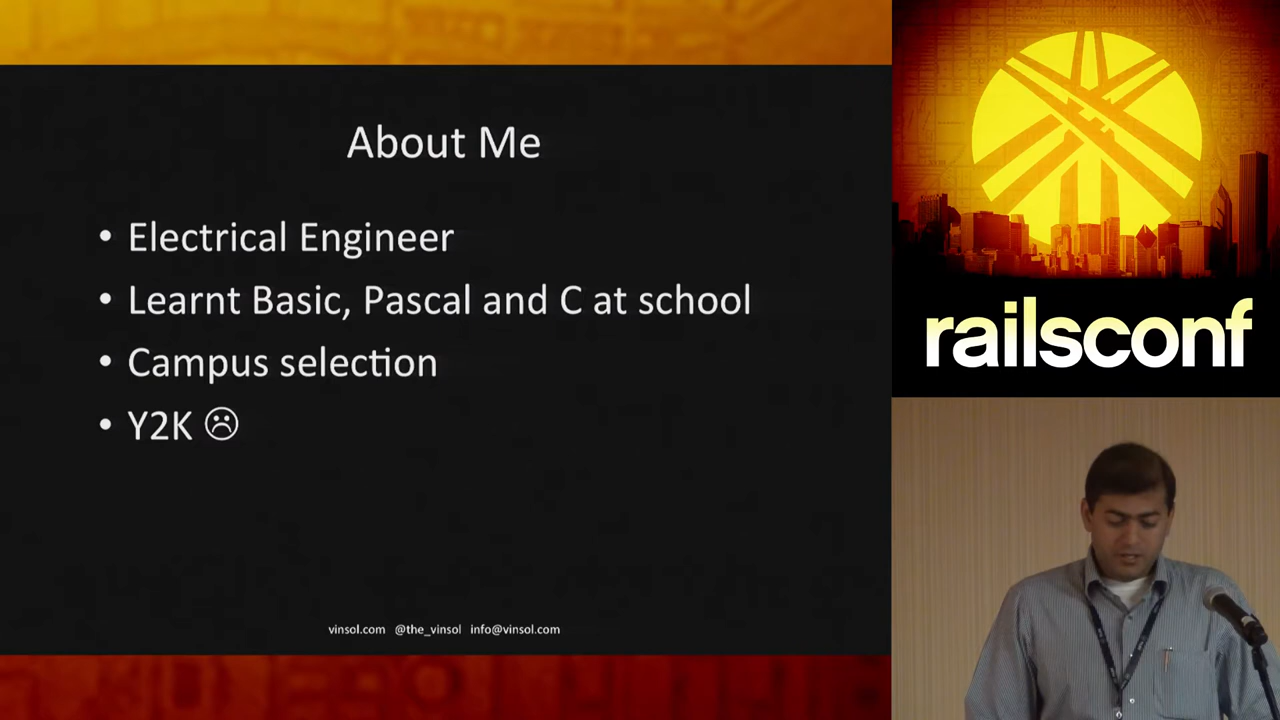 About Me
• Electrical Engineer
• Learnt Basic, Pascal and C at school
• Campus selection
• Y2K ☹
vinsol.com @the_vinsol info@vinsol.com
railsconf